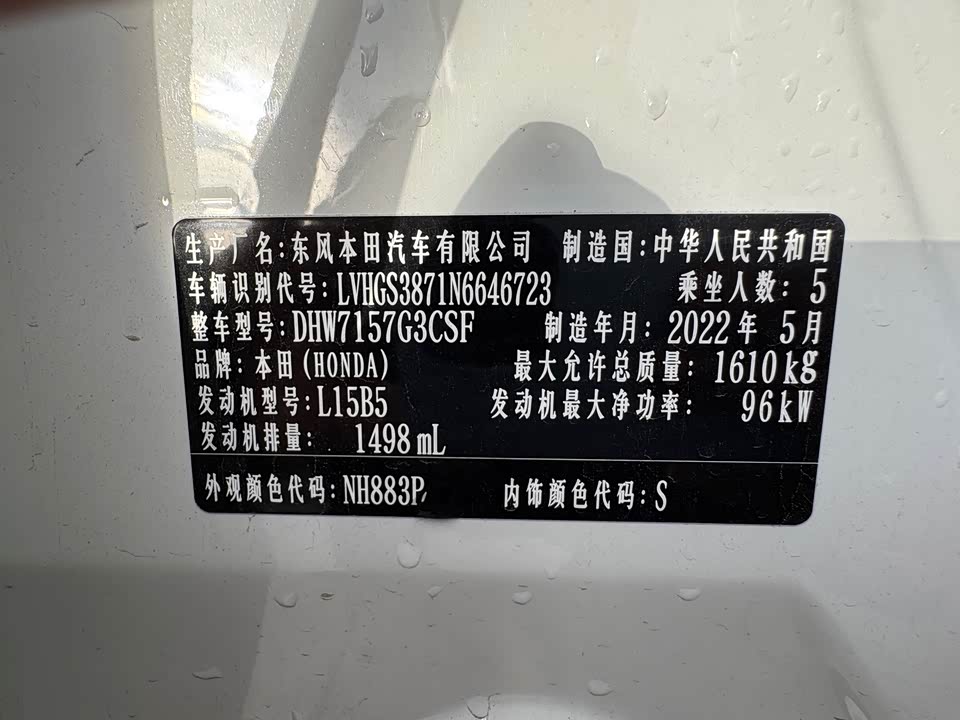 生产厂名:东风本田汽车有限公司 制造国:中华人民共和国
车辆识别代号:LVHGS3871N6646723 乘坐人数:5
整车型号:DHW7157G3CSF 制造年月:2022年 5月
品牌:本田(HONDA) 最大允许总质量:1610kg
发动机型号:L15B5 发动机最大净功率:96kW
发动机排量:1498mL
外观颜色代码:NH883P 内饰颜色代码:S